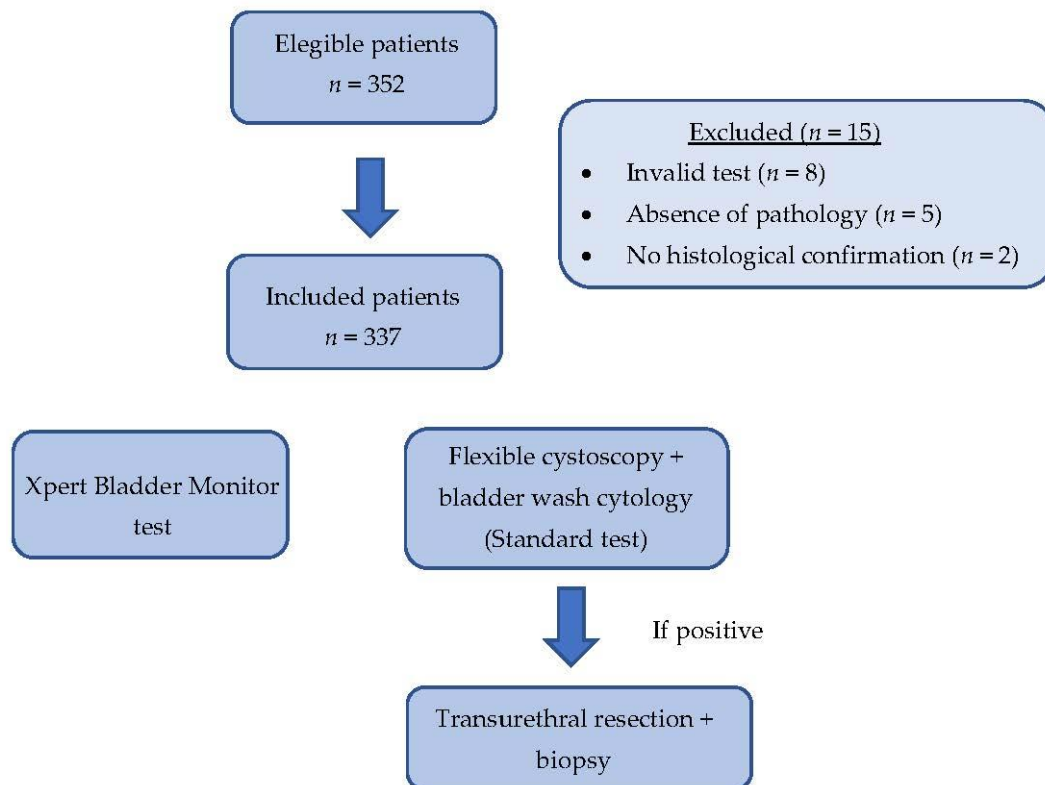 Elegible patients
n = 352
Excluded (n = 15)
• Invalid test (n = 8)
• Absence of pathology (n = 5)
• No histological confirmation (n = 2)
Included patients
n = 337
Xpert Bladder Monitor
test
Flexible cystoscopy +
bladder wash cytology
(Standard test)
If positive
Transurethral resection +
biopsy